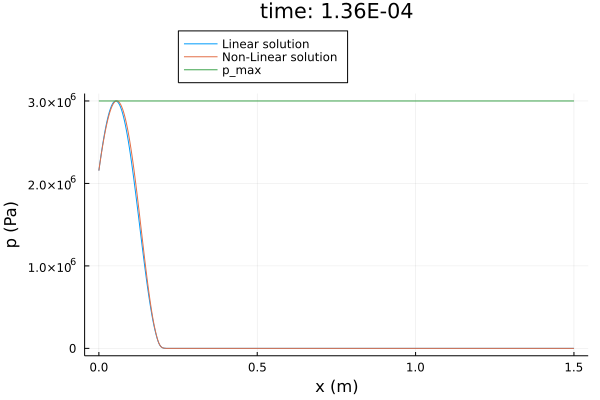 time: 1.36E-04
Linear solution
Non-Linear solution
p_max
3.0×10⁶
2.0×10⁶
1.0×10⁶
0
p (Pa)
0.0 0.5 1.0 1.5
x (m)